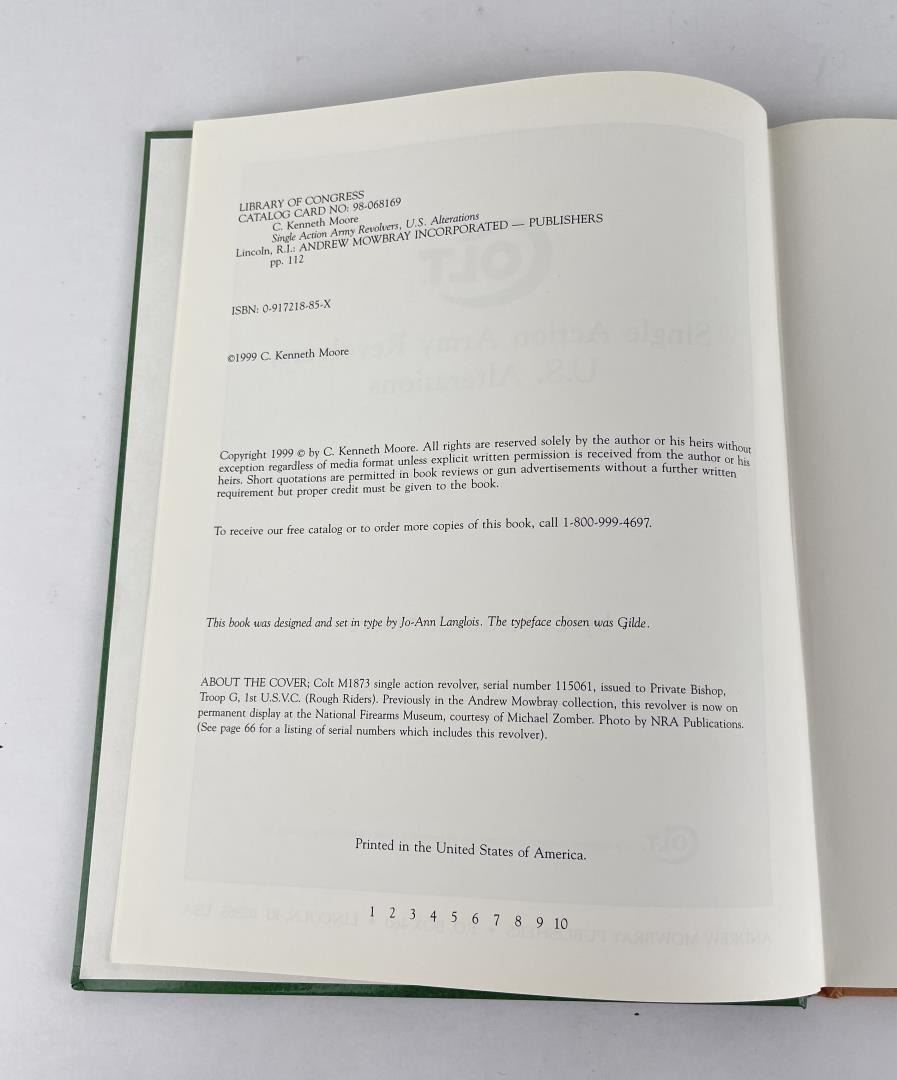 LIBRARY OF CONGRESS
CATALOG CARD NO: 98-068169
C. Kenneth Moore
Single Action Army Revolvers, U.S. Alterations
Lincoln, R.I.: ANDREW MOWBRAY INCORPORATED — PUBLISHERS
pp. 112
ISBN: 0-917218-85-X
©1999 C. Kenneth Moore
Copyright 1999 © by C. Kenneth Moore. All rights are reserved solely by the author or his heirs without
exception regardless of media format unless explicit written permission is received from the author or his
heirs. Short quotations are permitted in book reviews or gun advertisements without a further written
requirement but proper credit must be given to the book.
To receive our free catalog or to order more copies of this book, call 1-800-999-4697.
This book was designed and set in type by Jo-Ann Langlois. The typeface chosen was Gilde.
ABOUT THE COVER; Colt M1873 single action revolver, serial number 115061, issued to Private Bishop,
Troop G, 1st U.S.V.C. (Rough Riders). Previously in the Andrew Mowbray collection, this revolver is now on
permanent display at the National Firearms Museum, courtesy of Michael Zomber. Photo by NRA Publications.
(See page 66 for a listing of serial numbers which includes this revolver).
Printed in the United States of America.
1 2 3 4 5 6 7 8 9 10